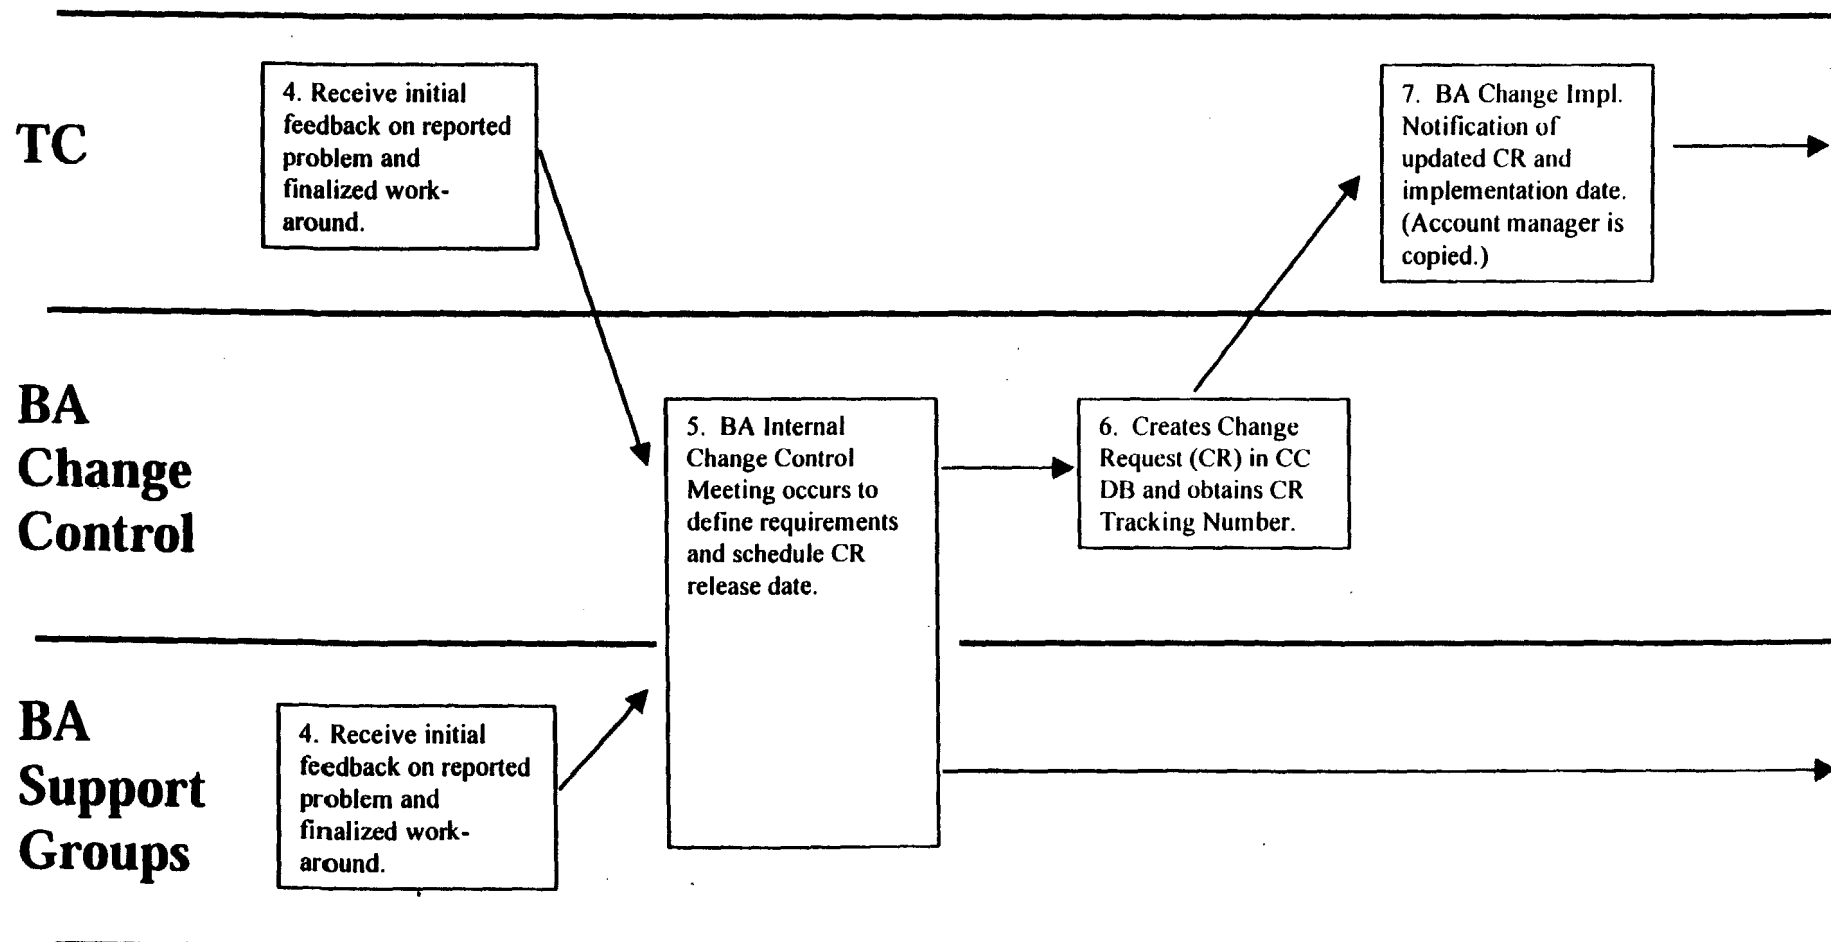 TC
4. Receive initial
feedback on reported
problem and
finalized work-
around.
7. BA Change Impl.
Notification of
updated CR and
implementation date.
(Account manager is
copied.)
BA
Change
Control
5. BA Internal
Change Control
Meeting occurs to
define requirements
and schedule CR
release date.
6. Creates Change
Request (CR) in CC
DB and obtains CR
Tracking Number.
BA
Support
Groups
4. Receive initial
feedback on reported
problem and
finalized work-
around.